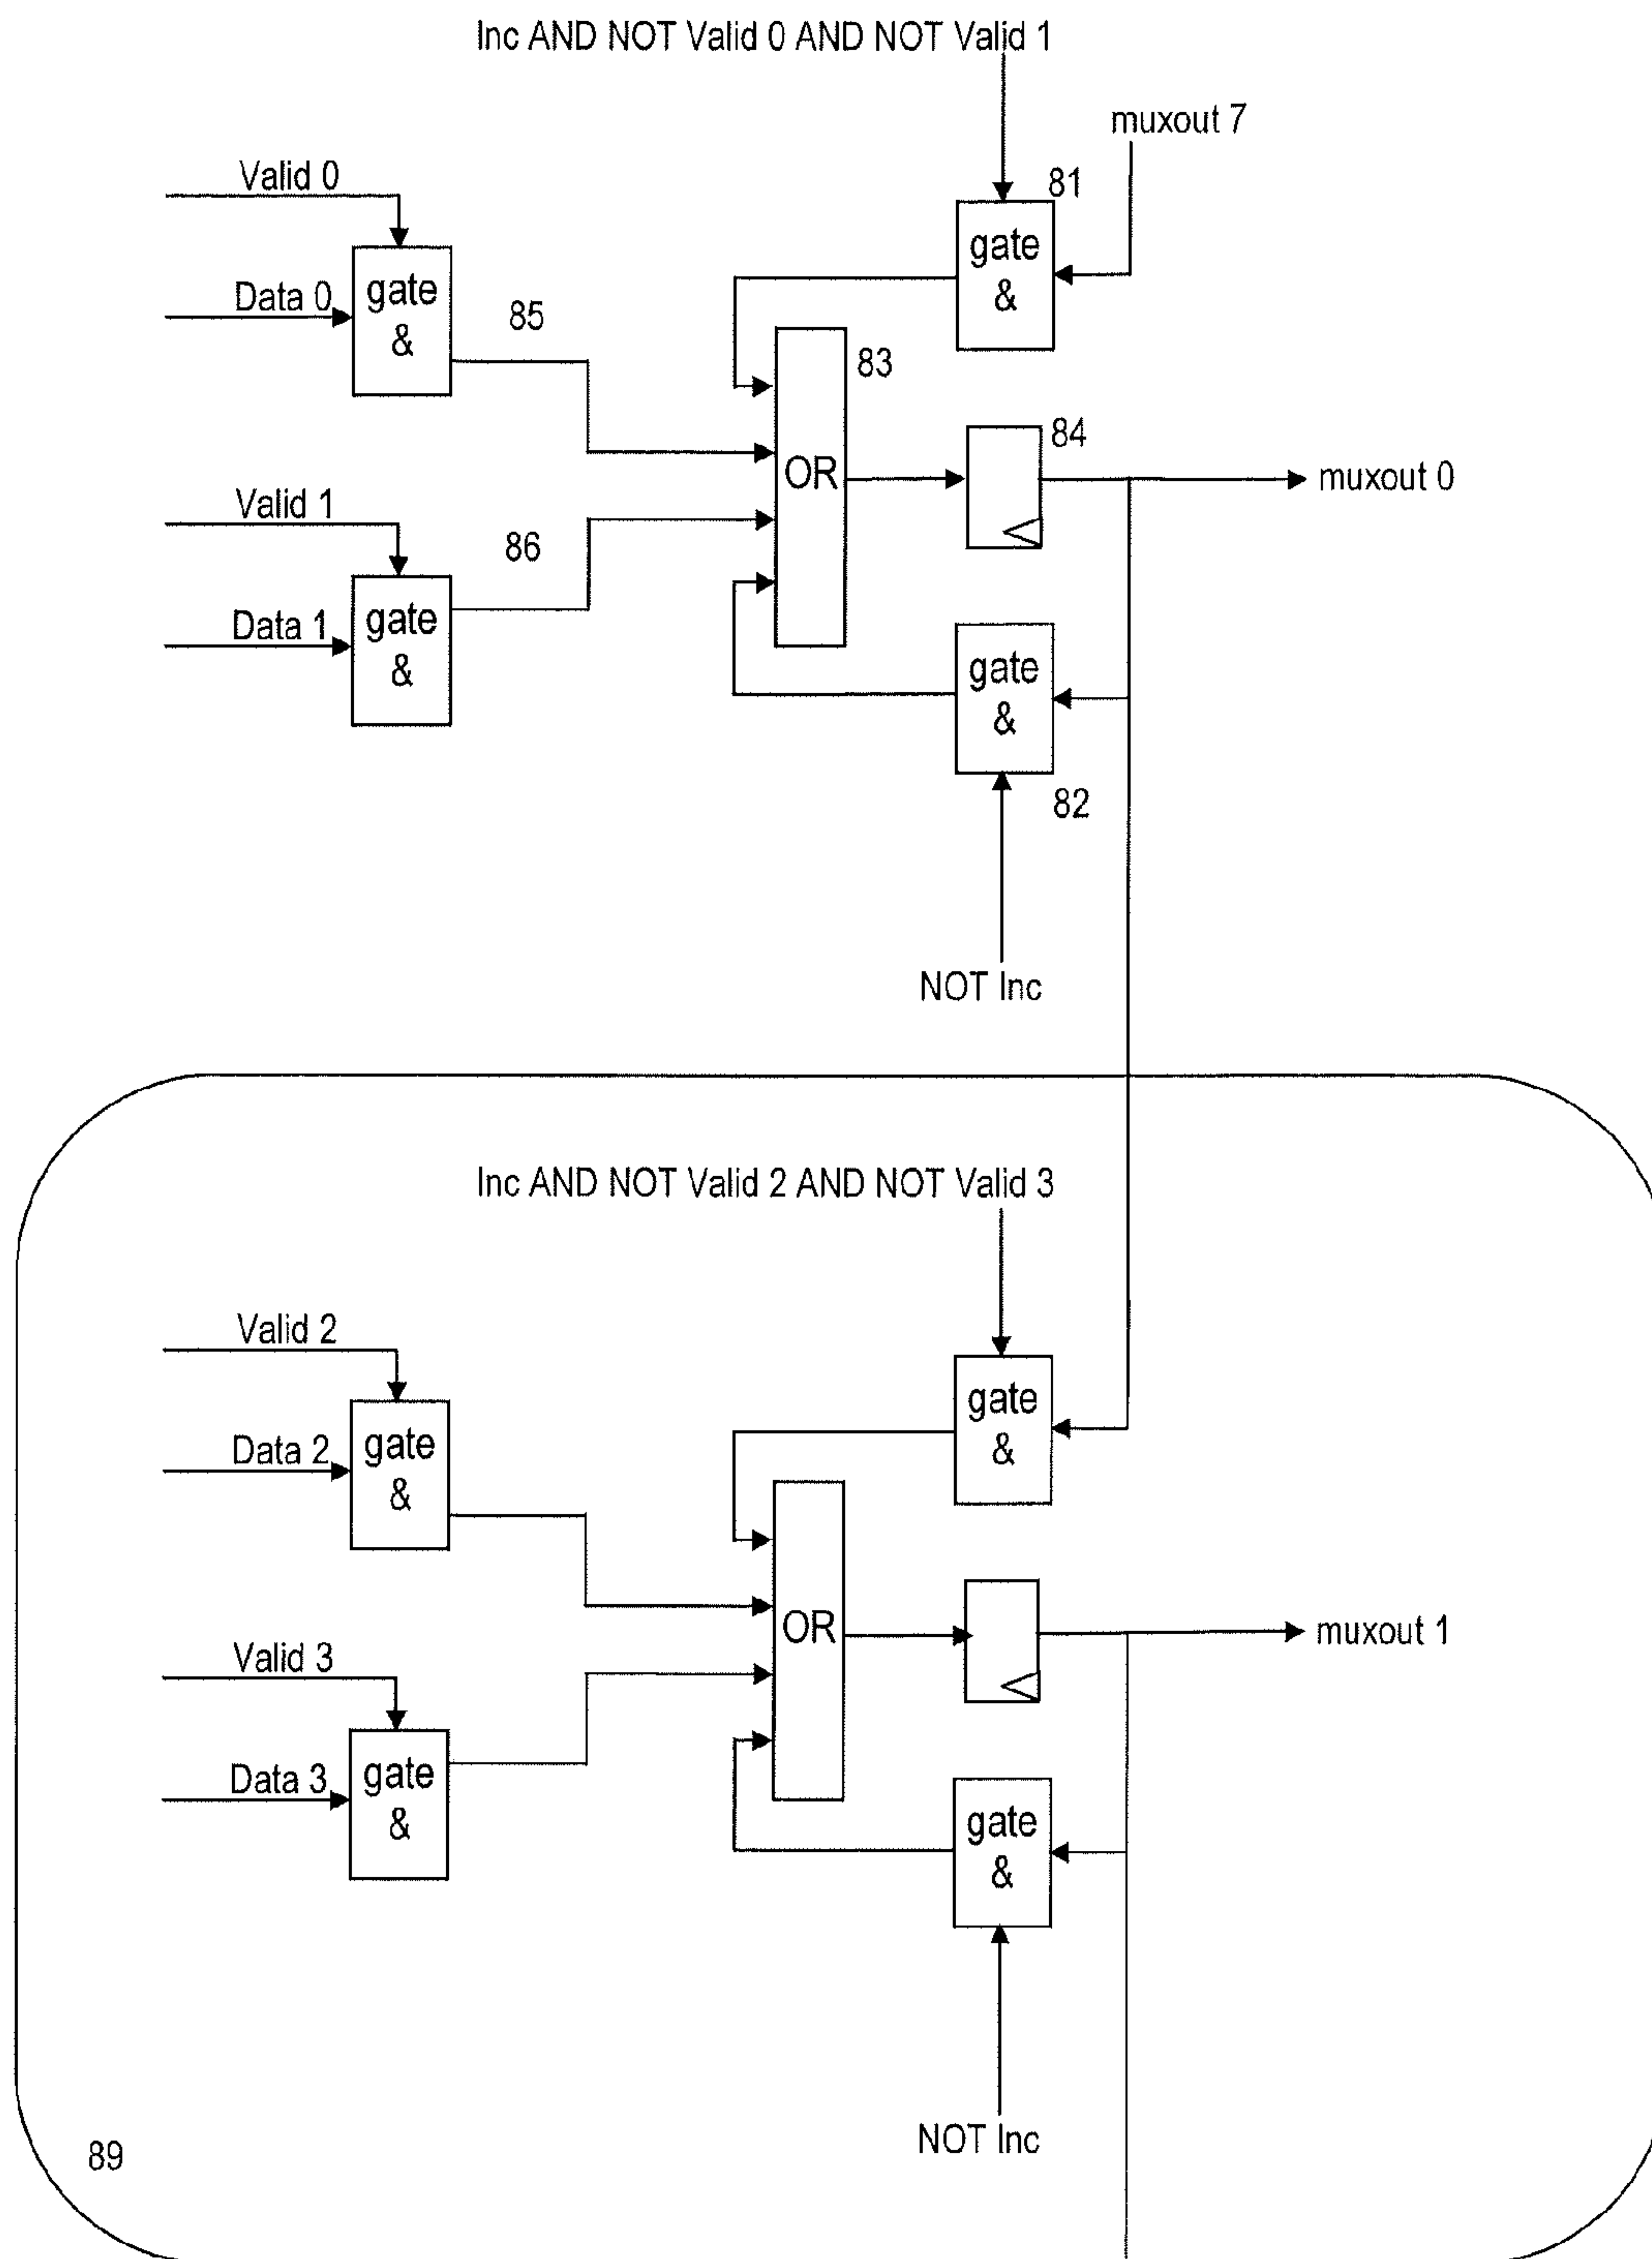 Inc AND NOT Valid 0 AND NOT Valid 1
muxout 7
Valid 0
81
gate
&
Data 0
gate
&
85
83
84
OR
muxout 0
Valid 1
86
Data 1
gate
&
gate
&
82
NOT Inc
Inc AND NOT Valid 2 AND NOT Valid 3
Valid 2
gate
&
Data 2
gate
&
OR
muxout 1
Valid 3
Data 3
gate
&
gate
&
NOT Inc
89